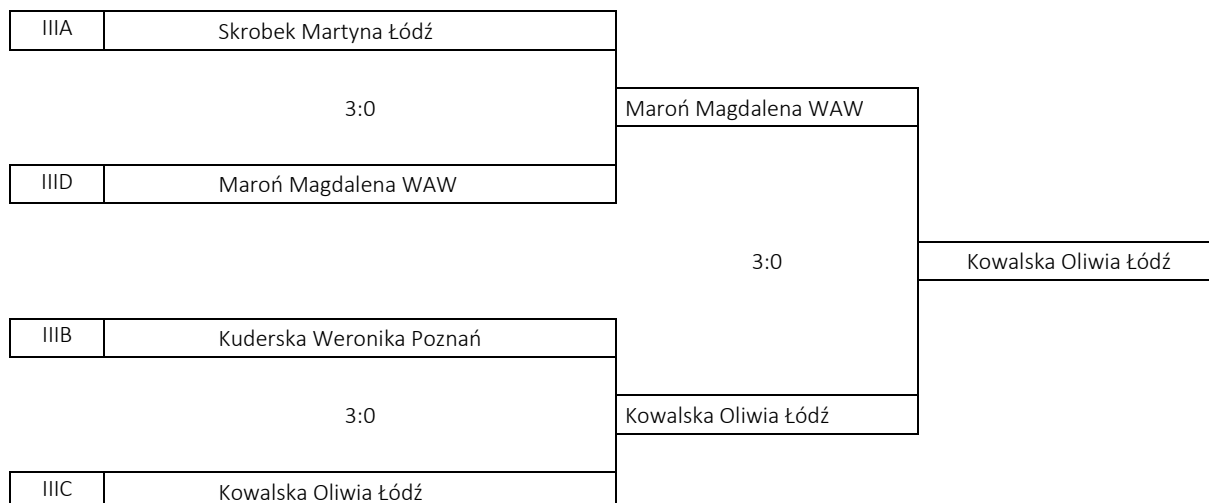 IIIA Skrobek Martyna Łódź
3:0 Maroń Magdalena WAW
IIID Maroń Magdalena WAW
3:0 Kowalska Oliwia Łódź
IIIB Kuderska Weronika Poznań
3:0 Kowalska Oliwia Łódź
IIIC Kowalska Oliwia Łódź